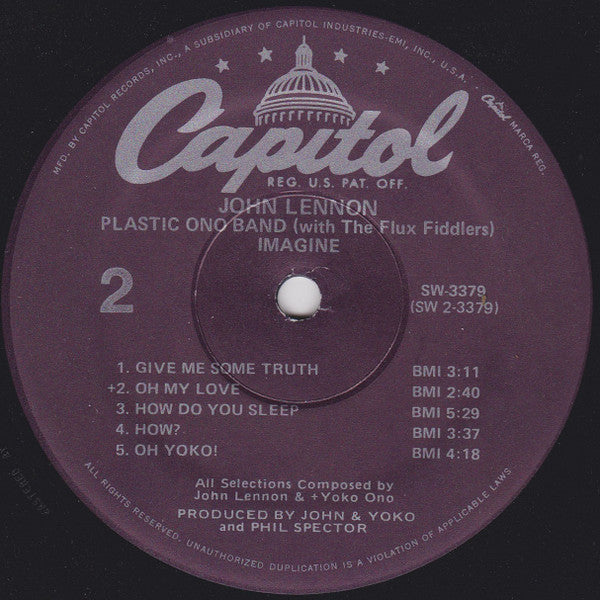 MFD. BY CAPITOL RECORDS, INC., A SUBSIDIARY OF CAPITOL INDUSTRIES-EMI, INC., U.S.A.
Capitol MARCA REG.
Capitol
REG. U.S. PAT. OFF.
JOHN LENNON
PLASTIC ONO BAND (with The Flux Fiddlers)
IMAGINE
2
SW-3379
(SW 2-3379)
1. GIVE ME SOME TRUTH BMI 3:11
+2. OH MY LOVE BMI 2:40
3. HOW DO YOU SLEEP BMI 5:29
4. HOW? BMI 3:37
5. OH YOKO! BMI 4:18
All Selections Composed by
John Lennon & +Yoko Ono
PRODUCED BY JOHN & YOKO
and PHIL SPECTOR
ALL RIGHTS RESERVED. UNAUTHORIZED DUPLICATION IS A VIOLATION OF APPLICABLE LAWS